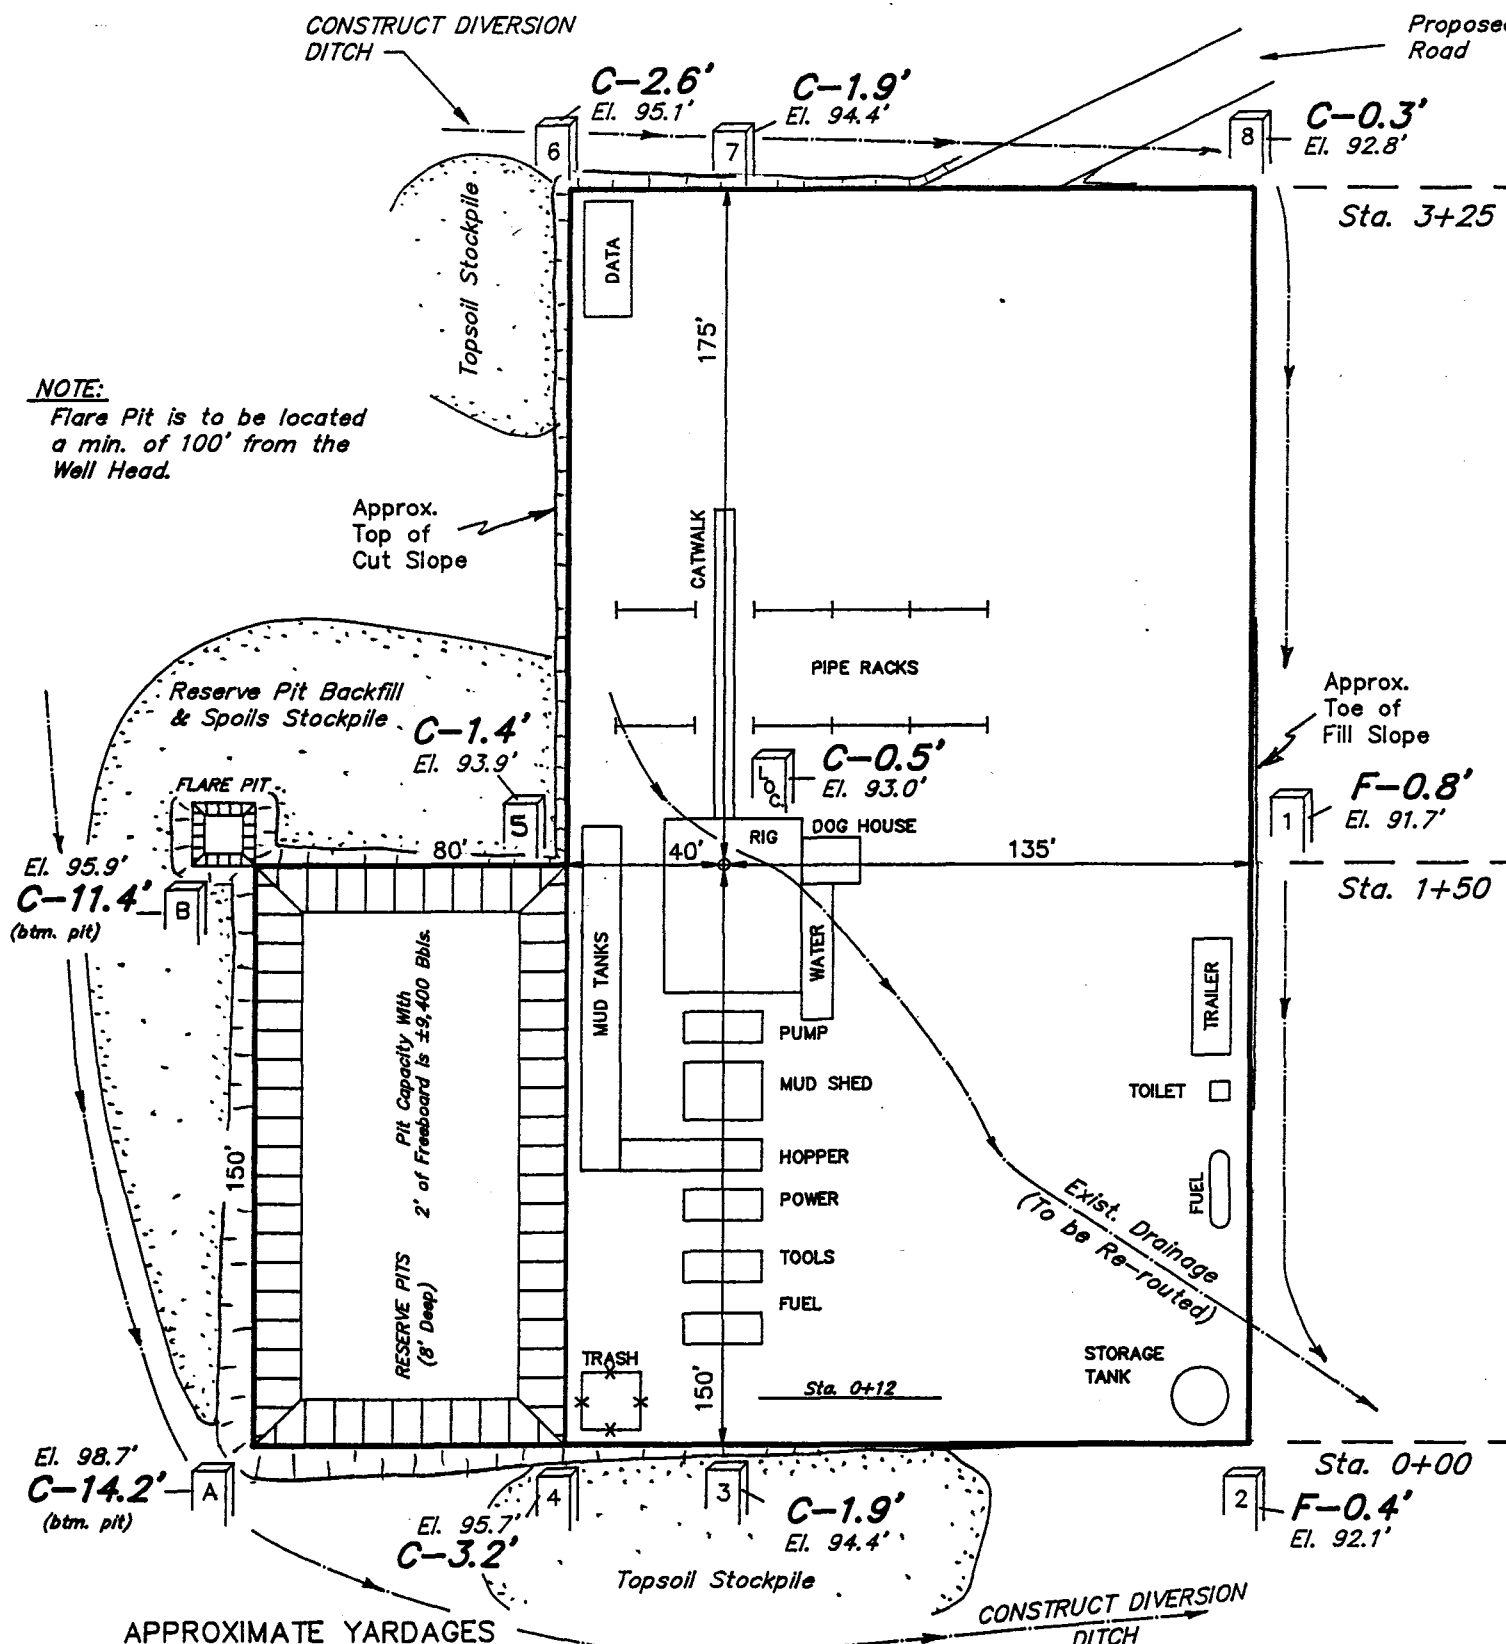 CONSTRUCT DIVERSION
DITCH
Road
C-2.6'
El. 95.1'
C-1.9'
El. 94.4'
C-0.3'
El. 92.8'
6
7
8
Sta. 3+25
Topsoil Stockpile
DATA
175'
NOTE:
Flare Pit is to be located
a min. of 100' from the
Well Head.
Approx.
Top of
Cut Slope
CATWALK
PIPE RACKS
Reserve Pit Backfill
& Spoils Stockpile
C-1.4'
El. 93.9'
LOC.
C-0.5'
El. 93.0'
Approx.
Toe of
Fill Slope
FLARE PIT
5
RIG
DOG HOUSE
1
F-0.8'
El. 91.7'
80'
40'
135'
Sta. 1+50
El. 95.9'
C-11.4'
(btm. pit)
B
MUD TANKS
WATER
TRAILER
PUMP
MUD SHED
TOILET
HOPPER
POWER
FUEL
TOOLS
FUEL
150'
RESERVE PITS
(8' Deep)
Pit Capacity With
2' of Freeboard is ±9,400 Bbls.
Exist. Drainage
(To be Re-routed)
TRASH
150'
Sta. 0+12
STORAGE
TANK
Sta. 0+00
El. 98.7'
C-14.2'
(btm. pit)
A
4
El. 95.7'
C-3.2'
3
C-1.9'
El. 94.4'
2
F-0.4'
El. 92.1'
Topsoil Stockpile
CONSTRUCT DIVERSION
DITCH
APPROXIMATE YARDAGES